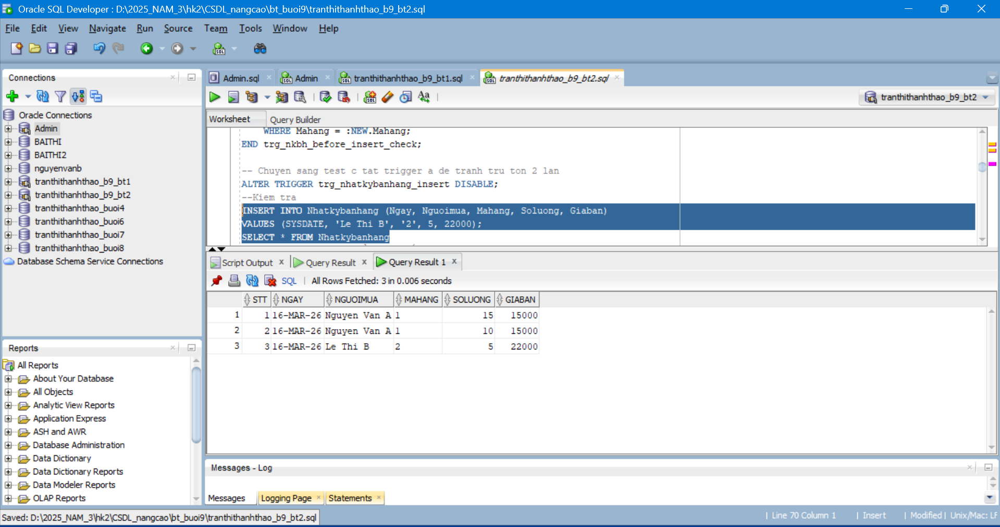 Oracle SQL Developer : D:\2025_NAM_3\hk2\CSDL_nangcao\bt_buoi9\tranthithanhthao_b9_bt2.sql
File Edit View Navigate Run Source Team Tools Window Help
Connections
Oracle Connections
Admin
BAITHI
BAITHI2
nguyenvanb
tranthithanhthao_b9_bt1
tranthithanhthao_b9_bt2
tranthithanhthao_buoi4
tranthithanhthao_buoi6
tranthithanhthao_buoi7
tranthithanhthao_buoi8
Database Schema Service Connections
Reports
All Reports
About Your Database
All Objects
Analytic View Reports
Application Express
ASH and AWR
Database Administration
Data Dictionary
Data Dictionary Reports
Data Modeler Reports
OLAP Reports
Admin.sql Admin tranthithanhthao_b9_bt1.sql tranthithanhthao_b9_bt2.sql
tranthithanhthao_b9_bt2
Worksheet Query Builder
WHERE Mahang = :NEW.Mahang;
END trg_nkbh_before_insert_check;
-- Chuyen sang test c tat trigger a de tranh tru ton 2 lan
ALTER TRIGGER trg_nhatkybanhang_insert DISABLE;
--Kiem tra
INSERT INTO Nhatkybanhang (Ngay, Nguoimua, Mahang, Soluong, Giaban)
VALUES (SYSDATE, 'Le Thi B', '2', 5, 22000);
SELECT * FROM Nhatkybanhang
Script Output Query Result Query Result 1
SQL All Rows Fetched: 3 in 0.006 seconds
STT NGAY NGUOIMUA MAHANG SOLUONG GIABAN
1 1 16-MAR-26 Nguyen Van A 1 15 15000
2 2 16-MAR-26 Nguyen Van A 1 10 15000
3 3 16-MAR-26 Le Thi B 2 5 22000
Messages - Log
Messages Logging Page Statements
Saved: D:\2025_NAM_3\hk2\CSDL_nangcao\bt_buoi9\tranthithanhthao_b9_bt2.sql
Line 70 Column 1 | Insert | Modified | Unix/Mac: LF